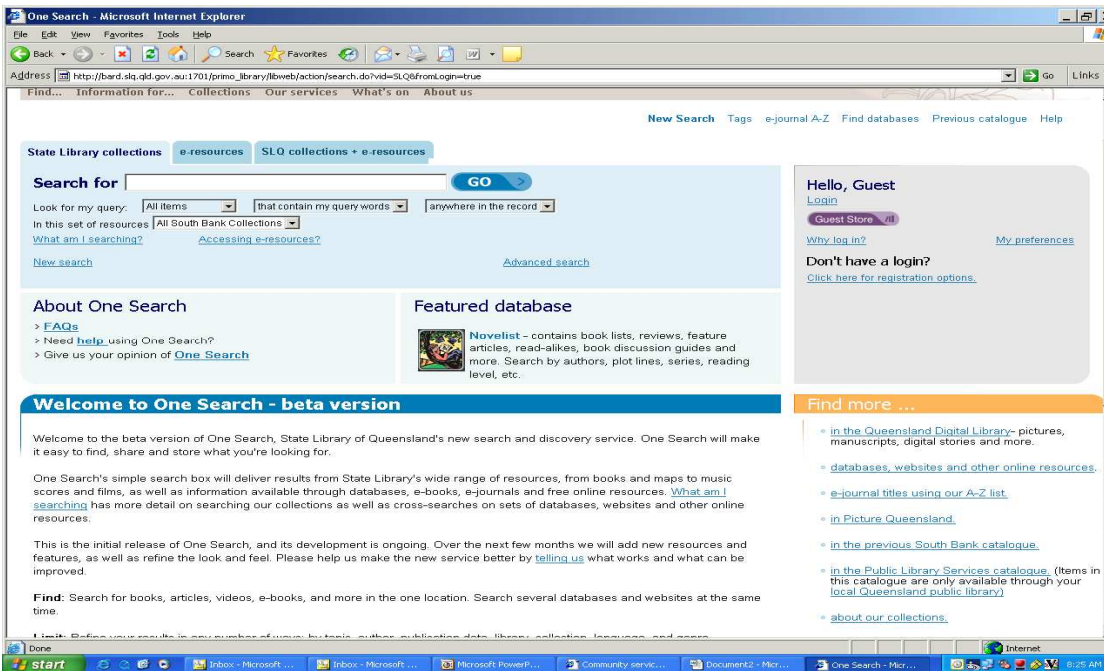 One Search - Microsoft Internet Explorer
File Edit View Favorites Tools Help
Back Search Favorites
Address http://bard.slq.qld.gov.au:1701/primo_library/libweb/action/search.do?vid=SLQ&fromLogin=true Go Links
Find... Information for... Collections Our services What's on About us
New Search Tags e-journal A-Z Find databases Previous catalogue Help
State Library collections e-resources SLQ collections + e-resources
Search for GO >
Look for my query: All items that contain my query words anywhere in the record
In this set of resources All South Bank Collections
What am I searching? Accessing e-resources?
New search Advanced search
Hello, Guest
Login
Guest Store
Why log in? My preferences
Don't have a login?
Click here for registration options.
About One Search
> FAQs
> Need help using One Search?
> Give us your opinion of One Search
Featured database
Novelist - contains book lists, reviews, feature
articles, read-alikes, book discussion guides and
more. Search by authors, plot lines, series, reading
level, etc.
Welcome to One Search - beta version
Welcome to the beta version of One Search, State Library of Queensland's new search and discovery service. One Search will make
it easy to find, share and store what you're looking for.
One Search's simple search box will deliver results from State Library's wide range of resources, from books and maps to music
scores and films, as well as information available through databases, e-books, e-journals and free online resources. What am I
searching has more detail on searching our collections as well as cross-searches on sets of databases, websites and other online
resources.
This is the initial release of One Search, and its development is ongoing. Over the next few months we will add new resources and
features, as well as refine the look and feel. Please help us make the new service better by telling us what works and what can be
improved.
Find: Search for books, articles, videos, e-books, and more in the one location. Search several databases and websites at the same
time.
Limit: Refine your results in any number of ways: by topic, author, publication date, library, collection, language, and genre.
Find more ...
in the Queensland Digital Library- pictures,
manuscripts, digital stories and more.
databases, websites and other online resources.
e-journal titles using our A-Z list.
in Picture Queensland.
in the previous South Bank catalogue.
in the Public Library Services catalogue. (Items in
this catalogue are only available through your
local Queensland public library)
about our collections.
Done Internet
start Inbox - Microsoft ... Inbox - Microsoft ... Microsoft PowerP... Community servic... Document2 - Micr... One Search - Micr... 8:25 AM